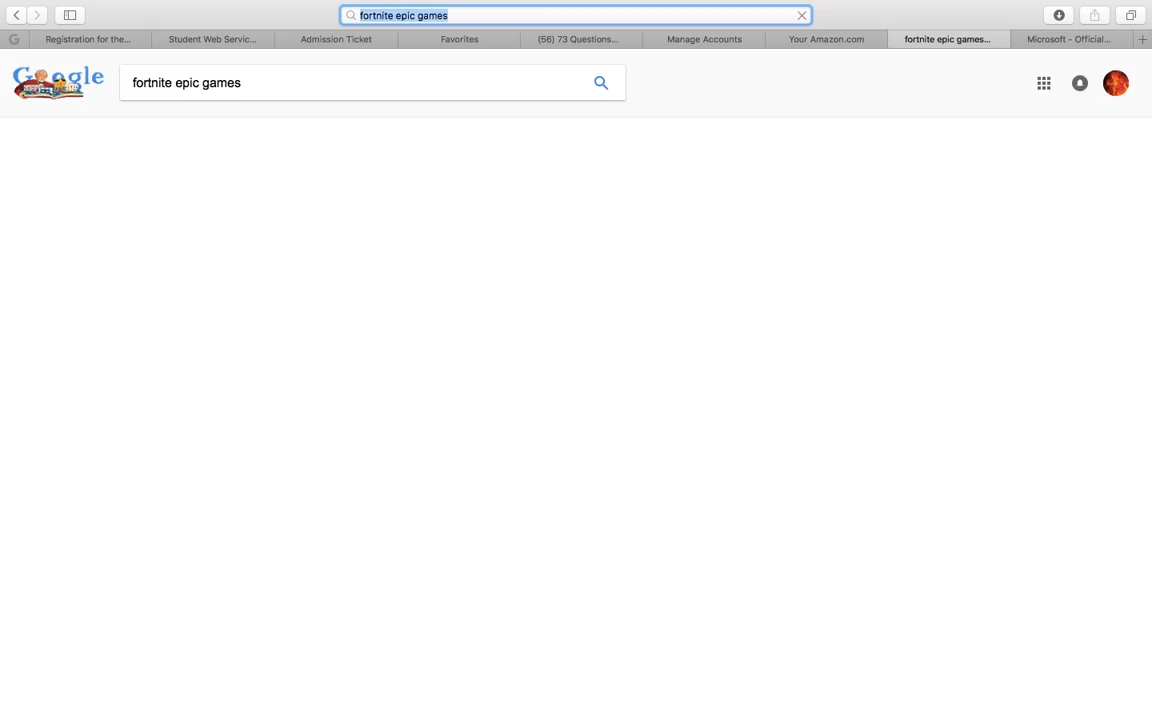 fortnite epic games
Registration for the...
Student Web Servic...
Admission Ticket
Favorites
(56) 73 Questions...
Manage Accounts
Your Amazon.com
fortnite epic games...
Microsoft - Official...
Google
fortnite epic games